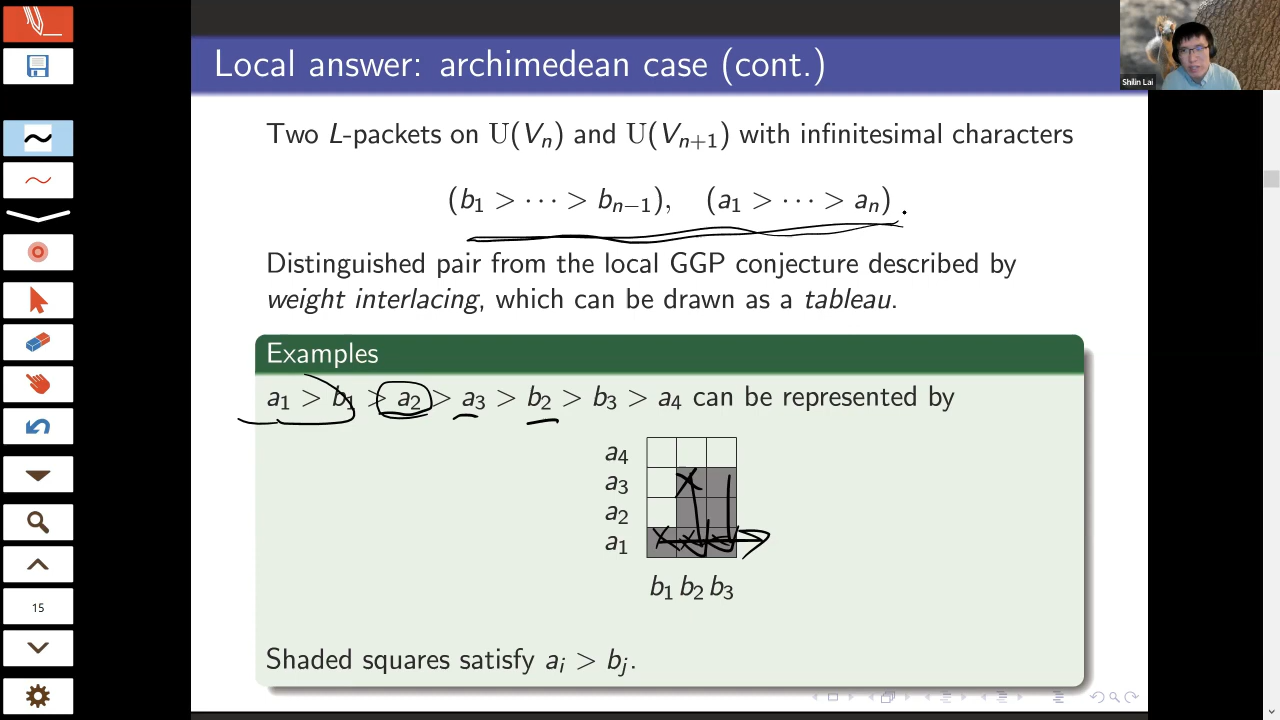 Shilin Lai
Local answer: archimedean case (cont.)
Two L-packets on U(Vₙ) and U(Vₙ₊₁) with infinitesimal characters
(b₁ > ⋯ > bₙ₋₁), (a₁ > ⋯ > aₙ)
Distinguished pair from the local GGP conjecture described by
weight interlacing, which can be drawn as a tableau.
Examples
a₁ > b₁ > a₂ > a₃ > b₂ > b₃ > a₄ can be represented by
a₄
a₃
a₂
a₁
b₁ b₂ b₃
Shaded squares satisfy aᵢ > bⱼ.
15